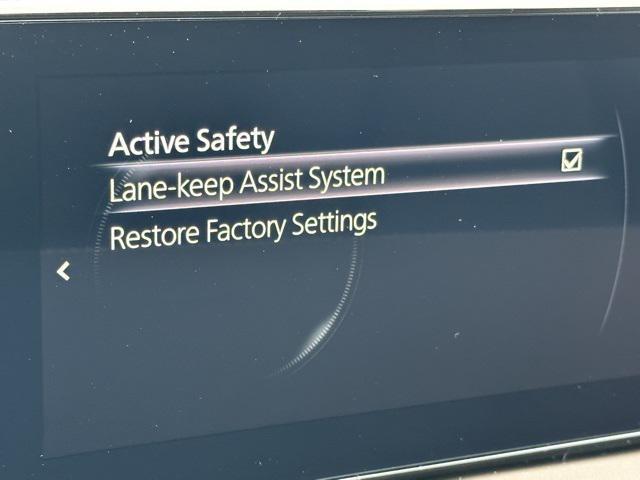 Active Safety
Lane-keep Assist System
Restore Factory Settings